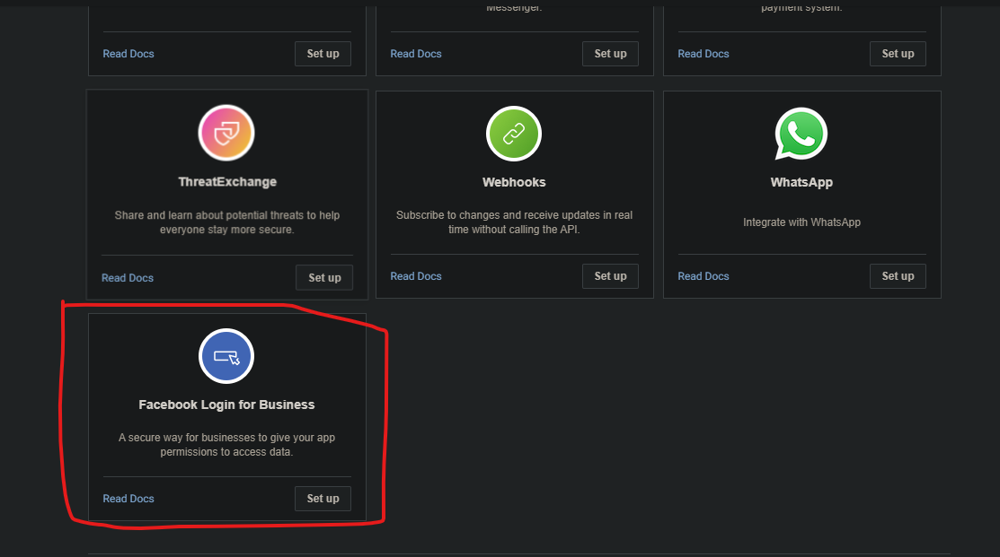 Messenger.
payment system.
Read Docs
Set up
Read Docs
Set up
Read Docs
Set up
ThreatExchange
Share and learn about potential threats to help
everyone stay more secure.
Read Docs
Set up
Webhooks
Subscribe to changes and receive updates in real
time without calling the API.
Read Docs
Set up
WhatsApp
Integrate with WhatsApp
Read Docs
Set up
Facebook Login for Business
A secure way for businesses to give your app
permissions to access data.
Read Docs
Set up